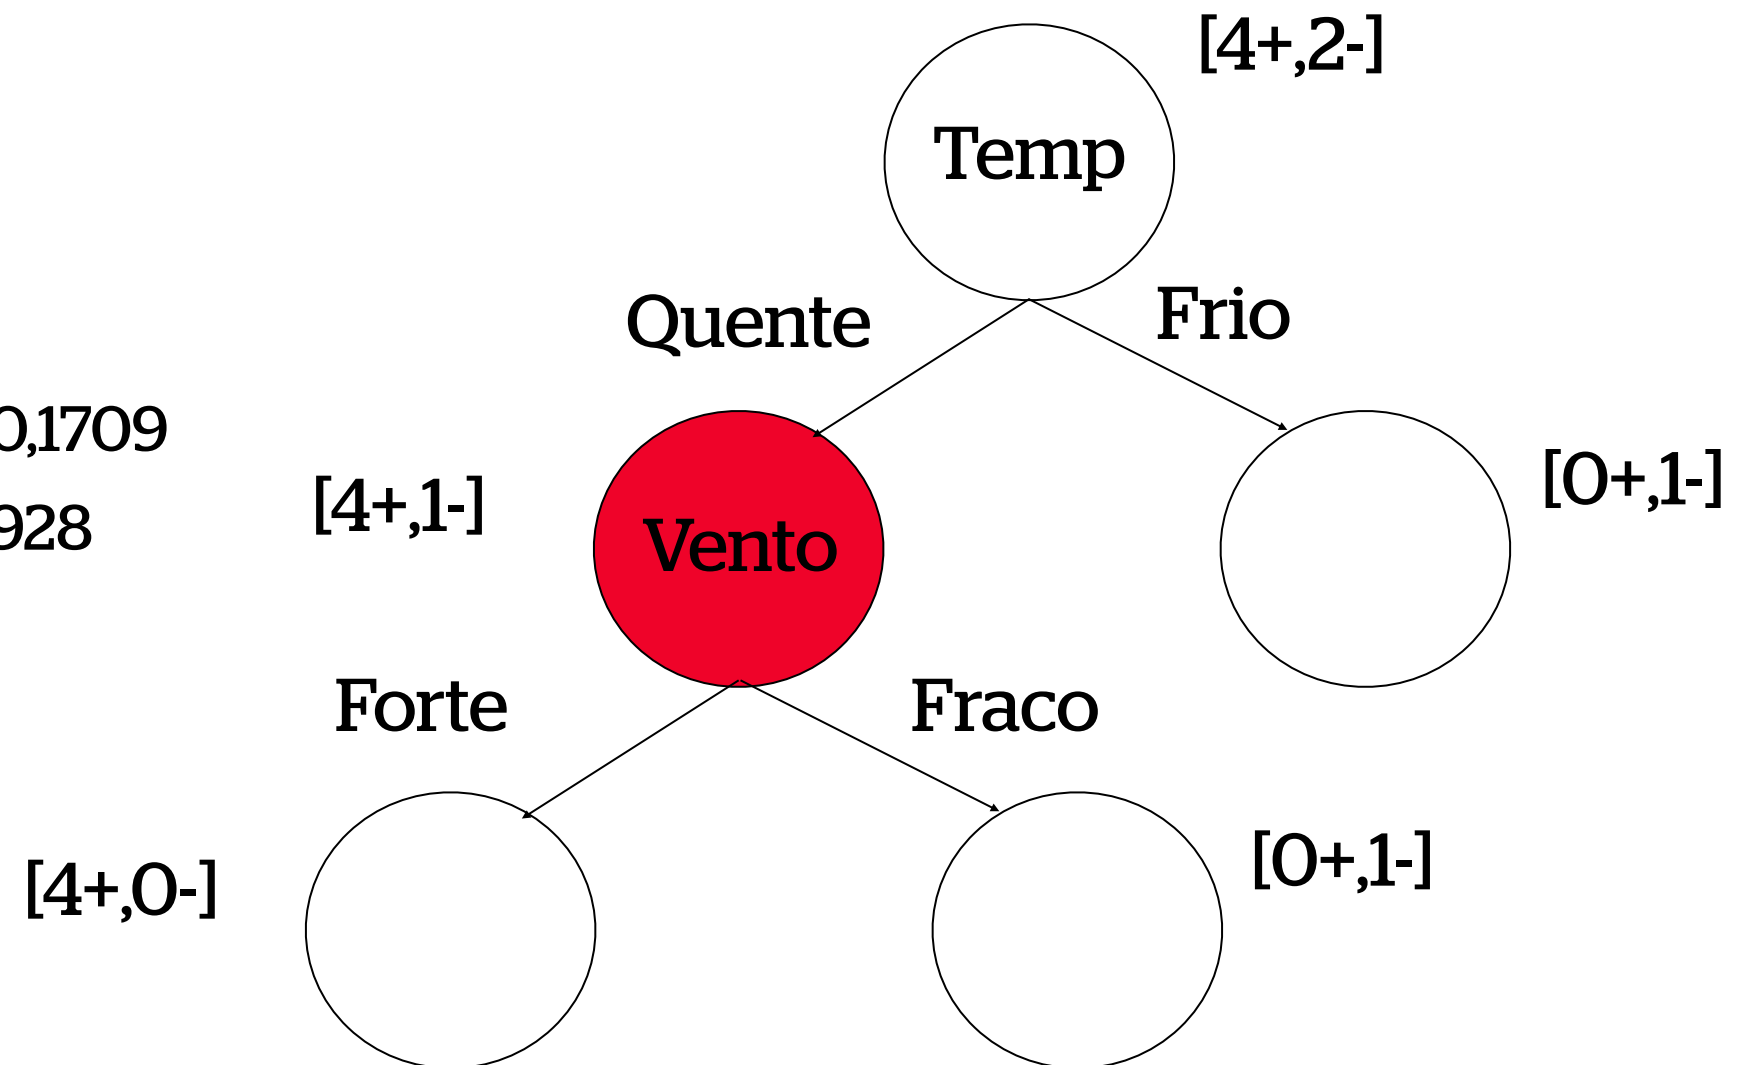 [4+,2-]
Temp
Quente
Frio
0,1709
[4+,1-]
[0+,1-]
928
Vento
Forte
Fraco
[4+,0-]
[0+,1-]